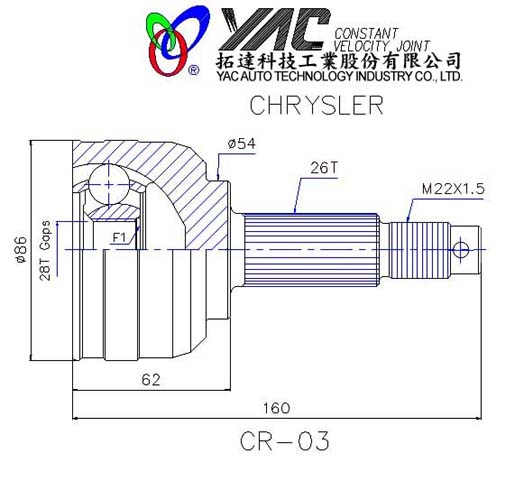 YAC CONSTANT
VELOCITY JOINT
拓達科技工業股份有限公司
YAC AUTO TECHNOLOGY INDUSTRY CO., LTD.
CHRYSLER
ø54
26T
M22X1.5
ø86
28T Gaps
F1
62
160
CR-03